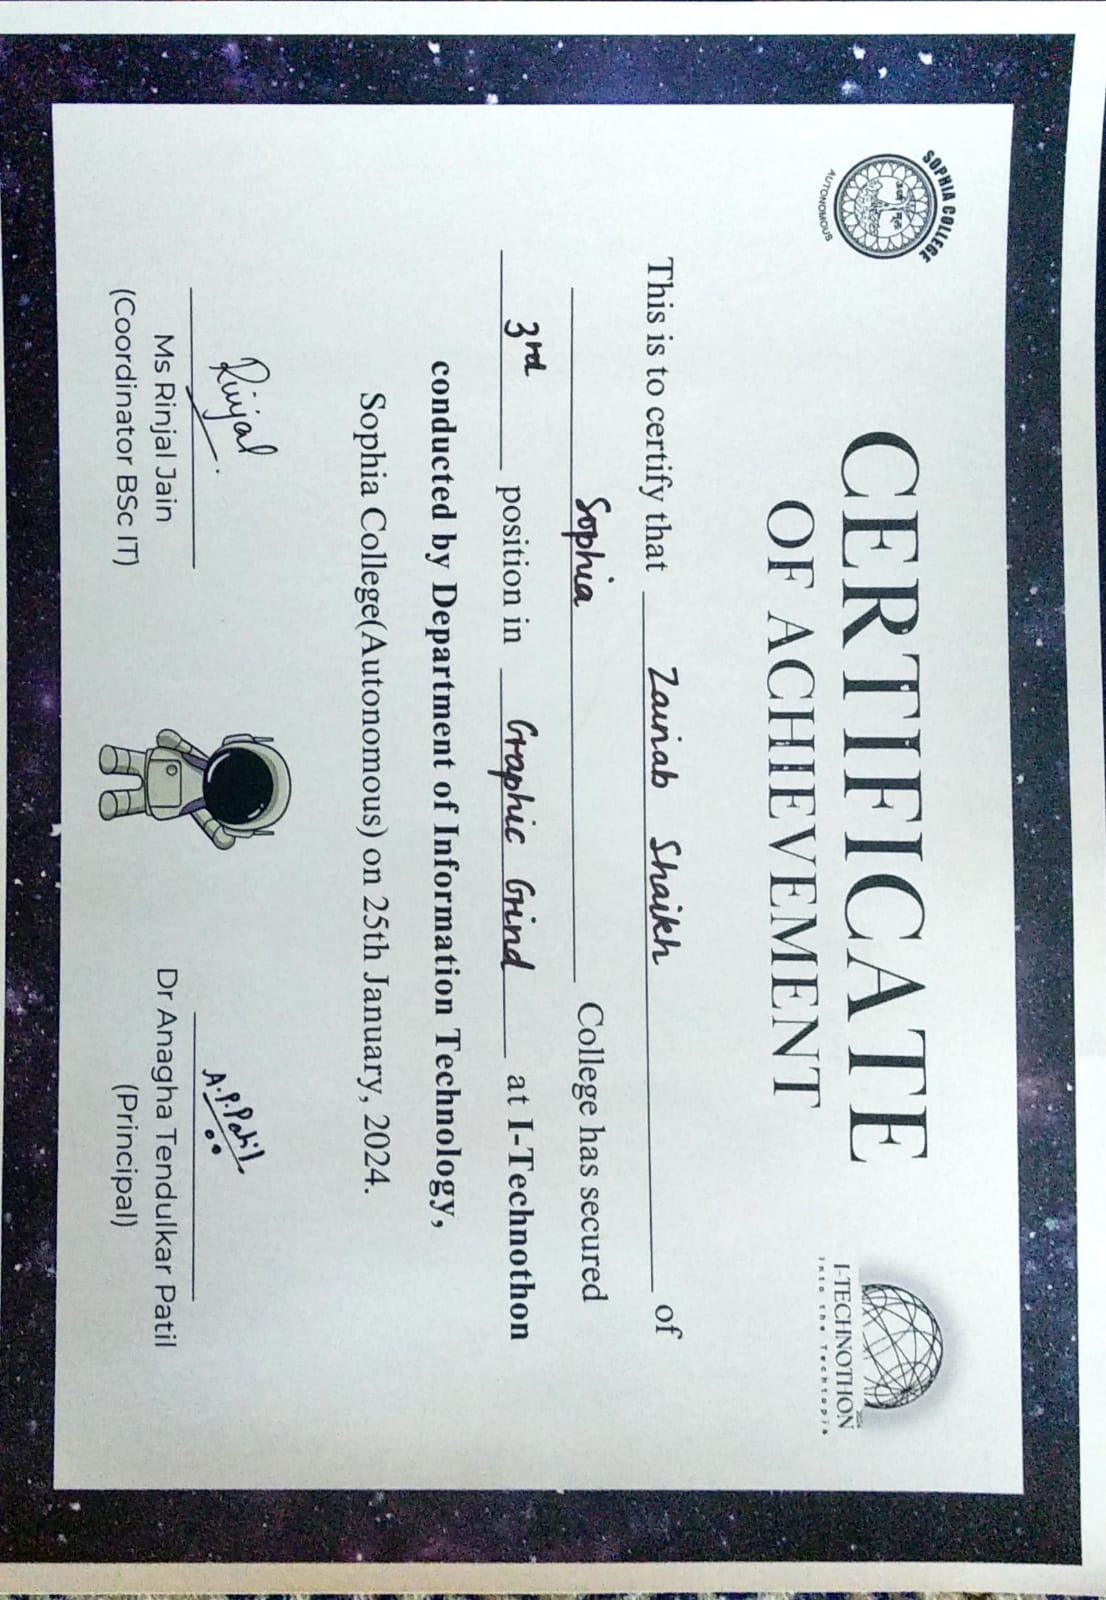 SOPHIA COLLEGE
AUTONOMOUS
CERTIFICATE
OF ACHIEVEMENT
2024
I-TECHNOTHON
Into the Techtopia
This is to certify that Zainab Shaikh of
Sophia College has secured
3rd position in Graphic Grind at I-Technothon
conducted by Department of Information Technology,
Sophia College(Autonomous) on 25th January, 2024.
Rinjal
A.P.Patil
Ms Rinjal Jain
Dr Anagha Tendulkar Patil
(Coordinator BSc IT)
(Principal)